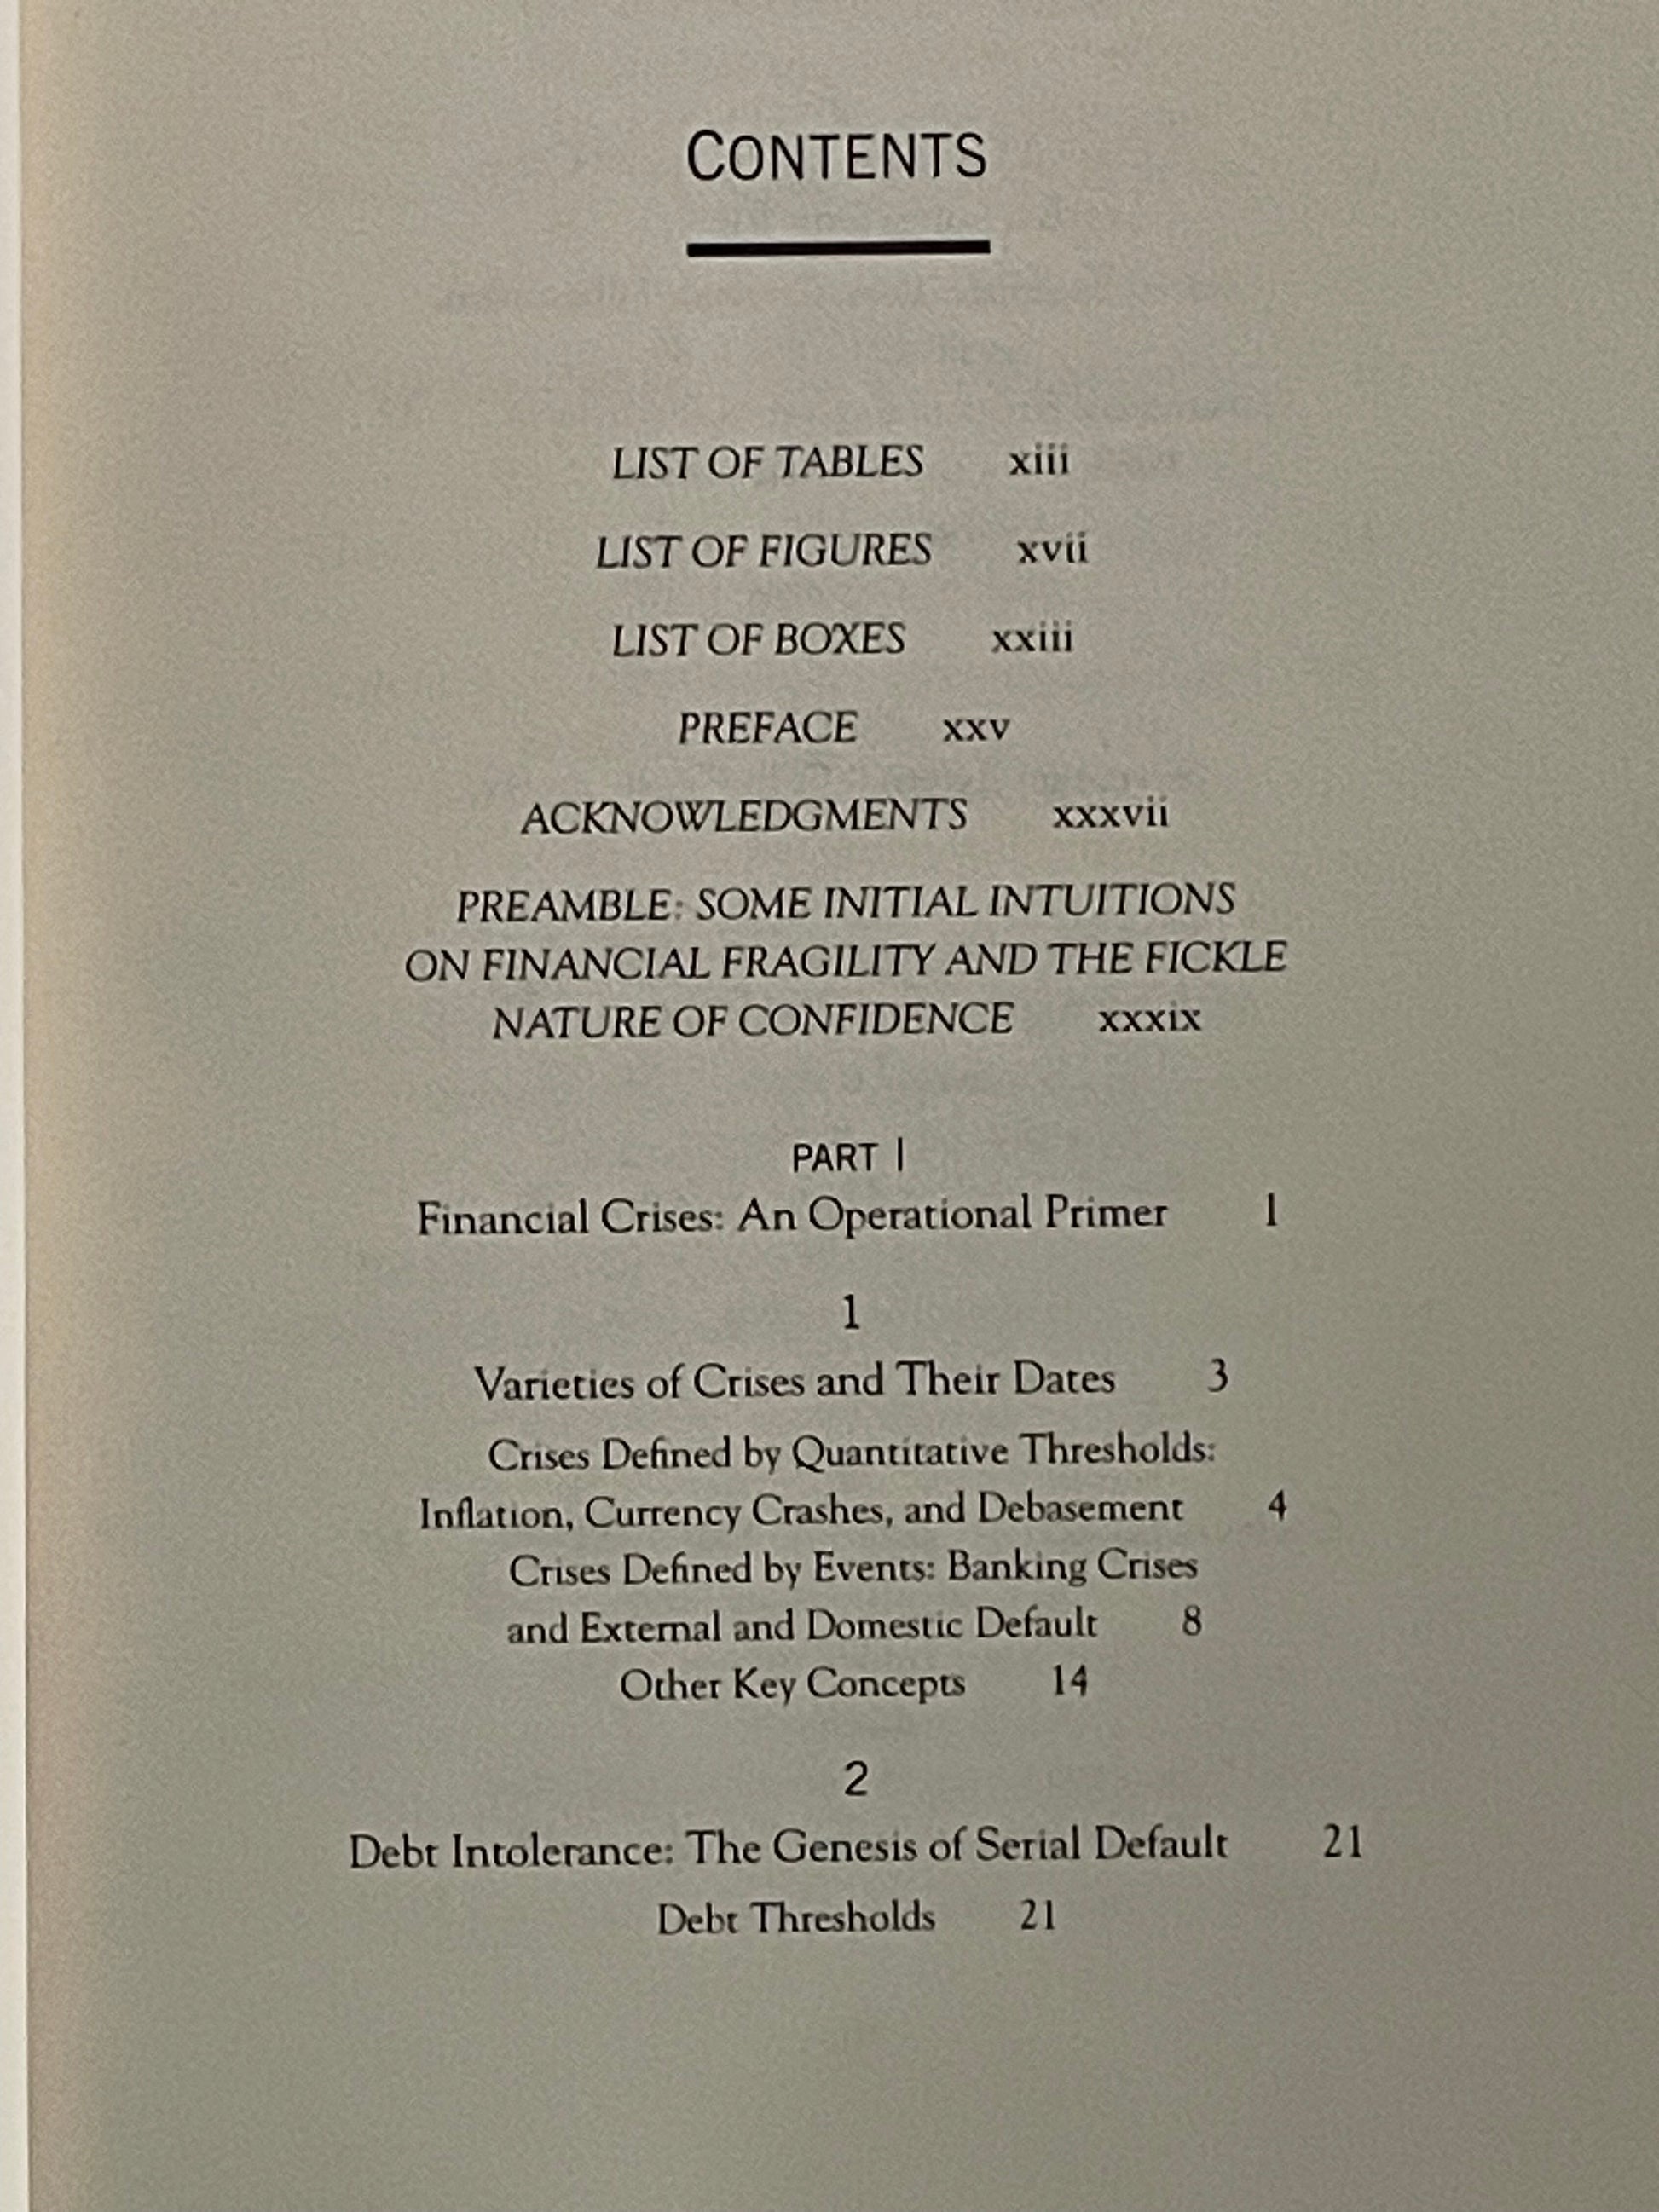 CONTENTS
LIST OF TABLES xiii
LIST OF FIGURES xvii
LIST OF BOXES xxiii
PREFACE xxv
ACKNOWLEDGMENTS xxxvii
PREAMBLE: SOME INITIAL INTUITIONS
ON FINANCIAL FRAGILITY AND THE FICKLE
NATURE OF CONFIDENCE xxxix
PART I
Financial Crises: An Operational Primer 1
1
Varieties of Crises and Their Dates 3
Crises Defined by Quantitative Thresholds:
Inflation, Currency Crashes, and Debasement 4
Crises Defined by Events: Banking Crises
and External and Domestic Default 8
Other Key Concepts 14
2
Debt Intolerance: The Genesis of Serial Default 21
Debt Thresholds 21